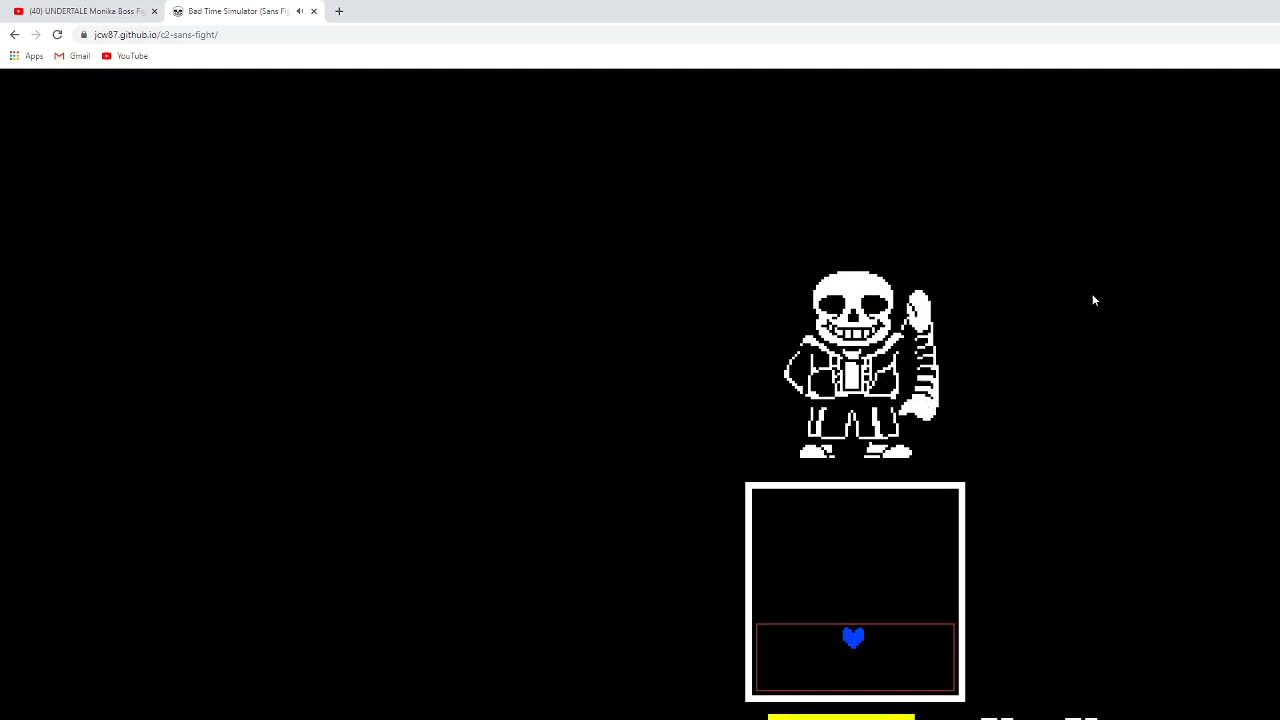 (40) UNDERTALE Monika Boss Fig
Bad Time Simulator (Sans Fig
jcw87.github.io/c2-sans-fight/
Apps
Gmail
YouTube